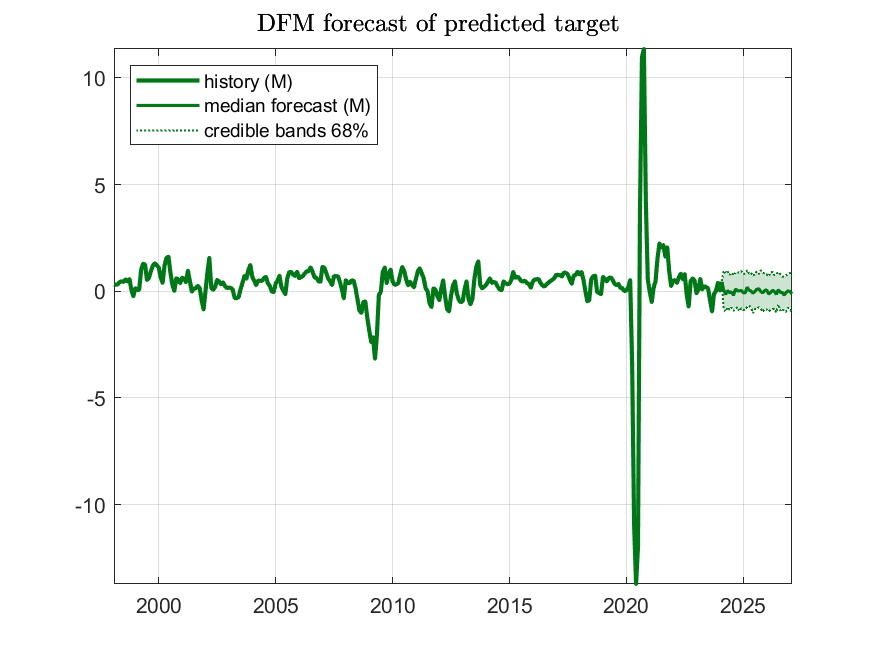 DFM forecast of predicted target
history (M)
median forecast (M)
credible bands 68%
10
5
0
-5
-10
2000 2005 2010 2015 2020 2025